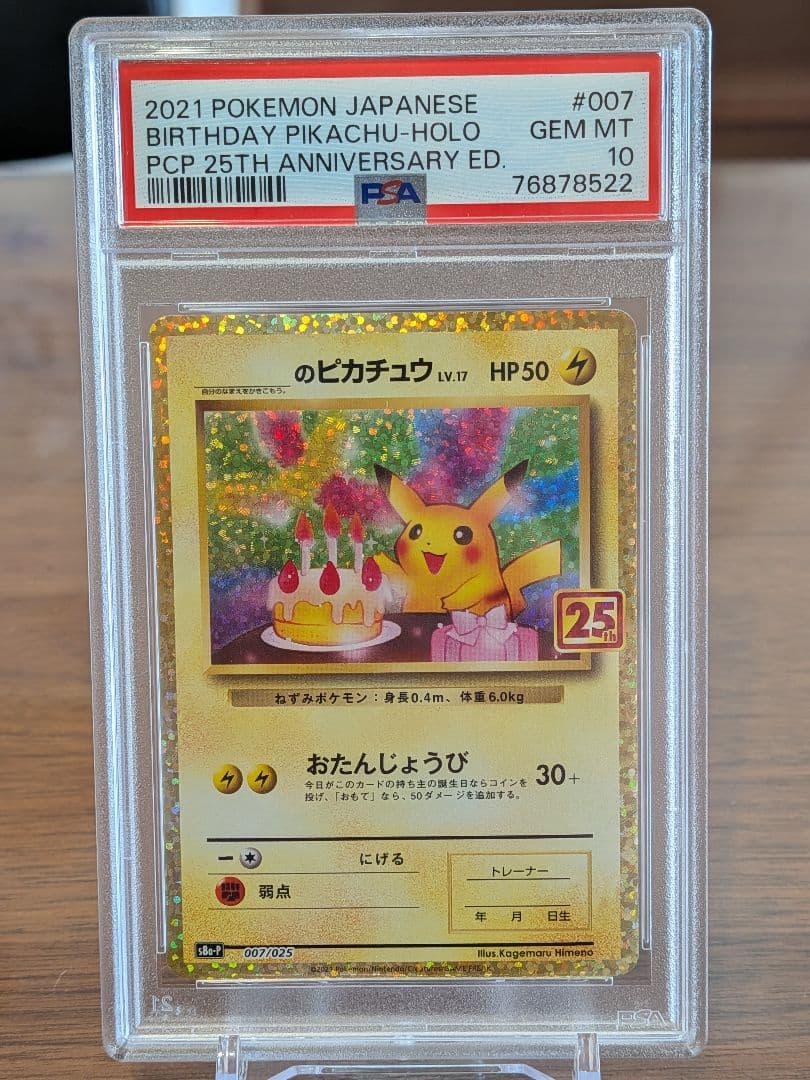 2021 POKEMON JAPANESE #007
BIRTHDAY PIKACHU-HOLO GEM MT
PCP 25TH ANNIVERSARY ED. 10
PSA 76878522
のピカチュウ LV.17 HP50
自分のなまえをかきこもう。
25th
ねずみポケモン：身長0.4m、体重6.0kg
おたんじょうび 30+
今日がこのカードの持ち主の誕生日ならコインを
投げ、「おもて」なら、50ダメージを追加する。
にげる
弱点
トレーナー
年 月 日生
s8a-P 007/025 Illus.Kagemaru Himeno
©2021 Pokémon/Nintendo/Creatures/GAME FREAK
PSA